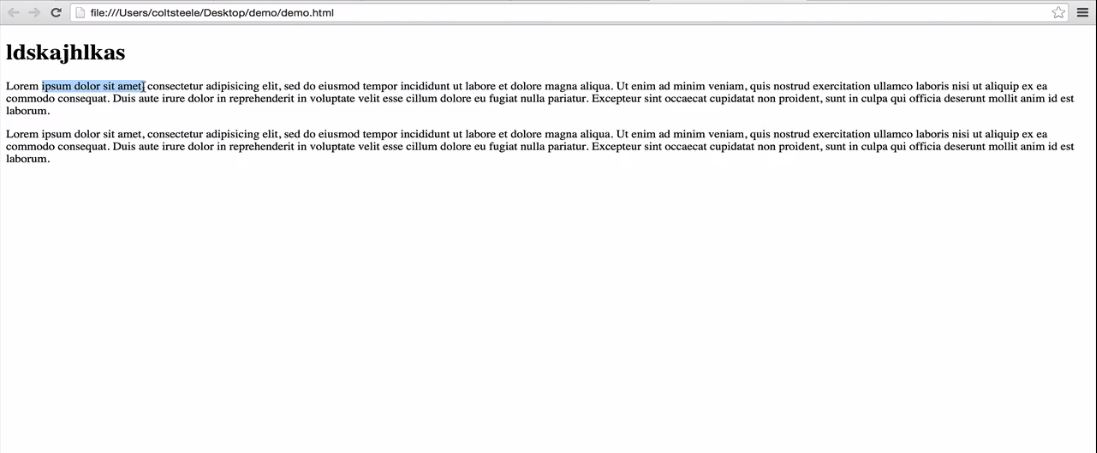 file:///Users/coltsteele/Desktop/demo/demo.html
ldskajhlkas
Lorem ipsum dolor sit amet, consectetur adipisicing elit, sed do eiusmod tempor incididunt ut labore et dolore magna aliqua. Ut enim ad minim veniam, quis nostrud exercitation ullamco laboris nisi ut aliquip ex ea
commodo consequat. Duis aute irure dolor in reprehenderit in voluptate velit esse cillum dolore eu fugiat nulla pariatur. Excepteur sint occaecat cupidatat non proident, sunt in culpa qui officia deserunt mollit anim id est
laborum.
Lorem ipsum dolor sit amet, consectetur adipisicing elit, sed do eiusmod tempor incididunt ut labore et dolore magna aliqua. Ut enim ad minim veniam, quis nostrud exercitation ullamco laboris nisi ut aliquip ex ea
commodo consequat. Duis aute irure dolor in reprehenderit in voluptate velit esse cillum dolore eu fugiat nulla pariatur. Excepteur sint occaecat cupidatat non proident, sunt in culpa qui officia deserunt mollit anim id est
laborum.